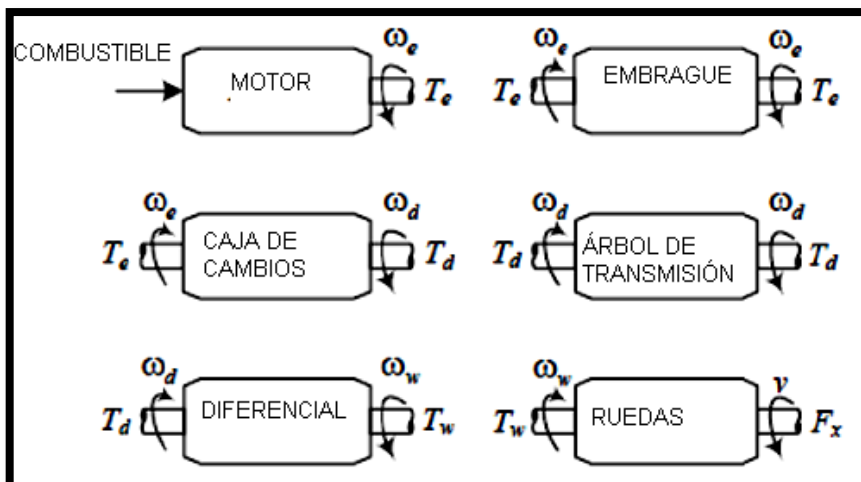 COMBUSTIBLE
ωe ωe ωe
MOTOR EMBRAGUE
Te Te Te
ωe ωd ωd ωd
CAJA DE
CAMBIOS
ÁRBOL DE
TRANSMISIÓN
Te Td Td Td
ωd ωw ωw v
DIFERENCIAL RUEDAS
Td Tw Tw Fx